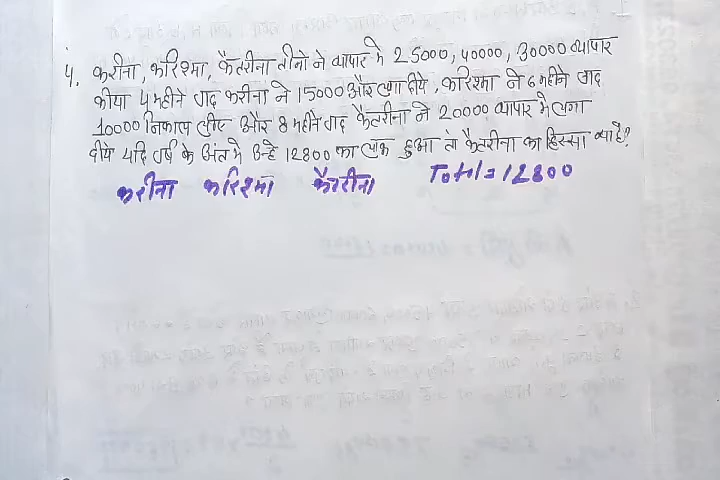 4. करीना, करिश्मा, कैटरीना तीनो ने व्यापार मे 25000, 40000, 30000 व्यापार
कीया 4 महीने बाद करीना ने 15000 और लगा दीये, करिश्मा ने 6 महीने बाद
10000 निकाल लीए और 8 महीने बाद कैटरीना ने 20000 व्यापार मे लगा
दीये यदि वर्ष के अंत मे उन्हे 12800 का लाभ हुआ तो कैटरीना का हिस्सा क्या है?
करीना करिश्मा कैटरीना Total=12800